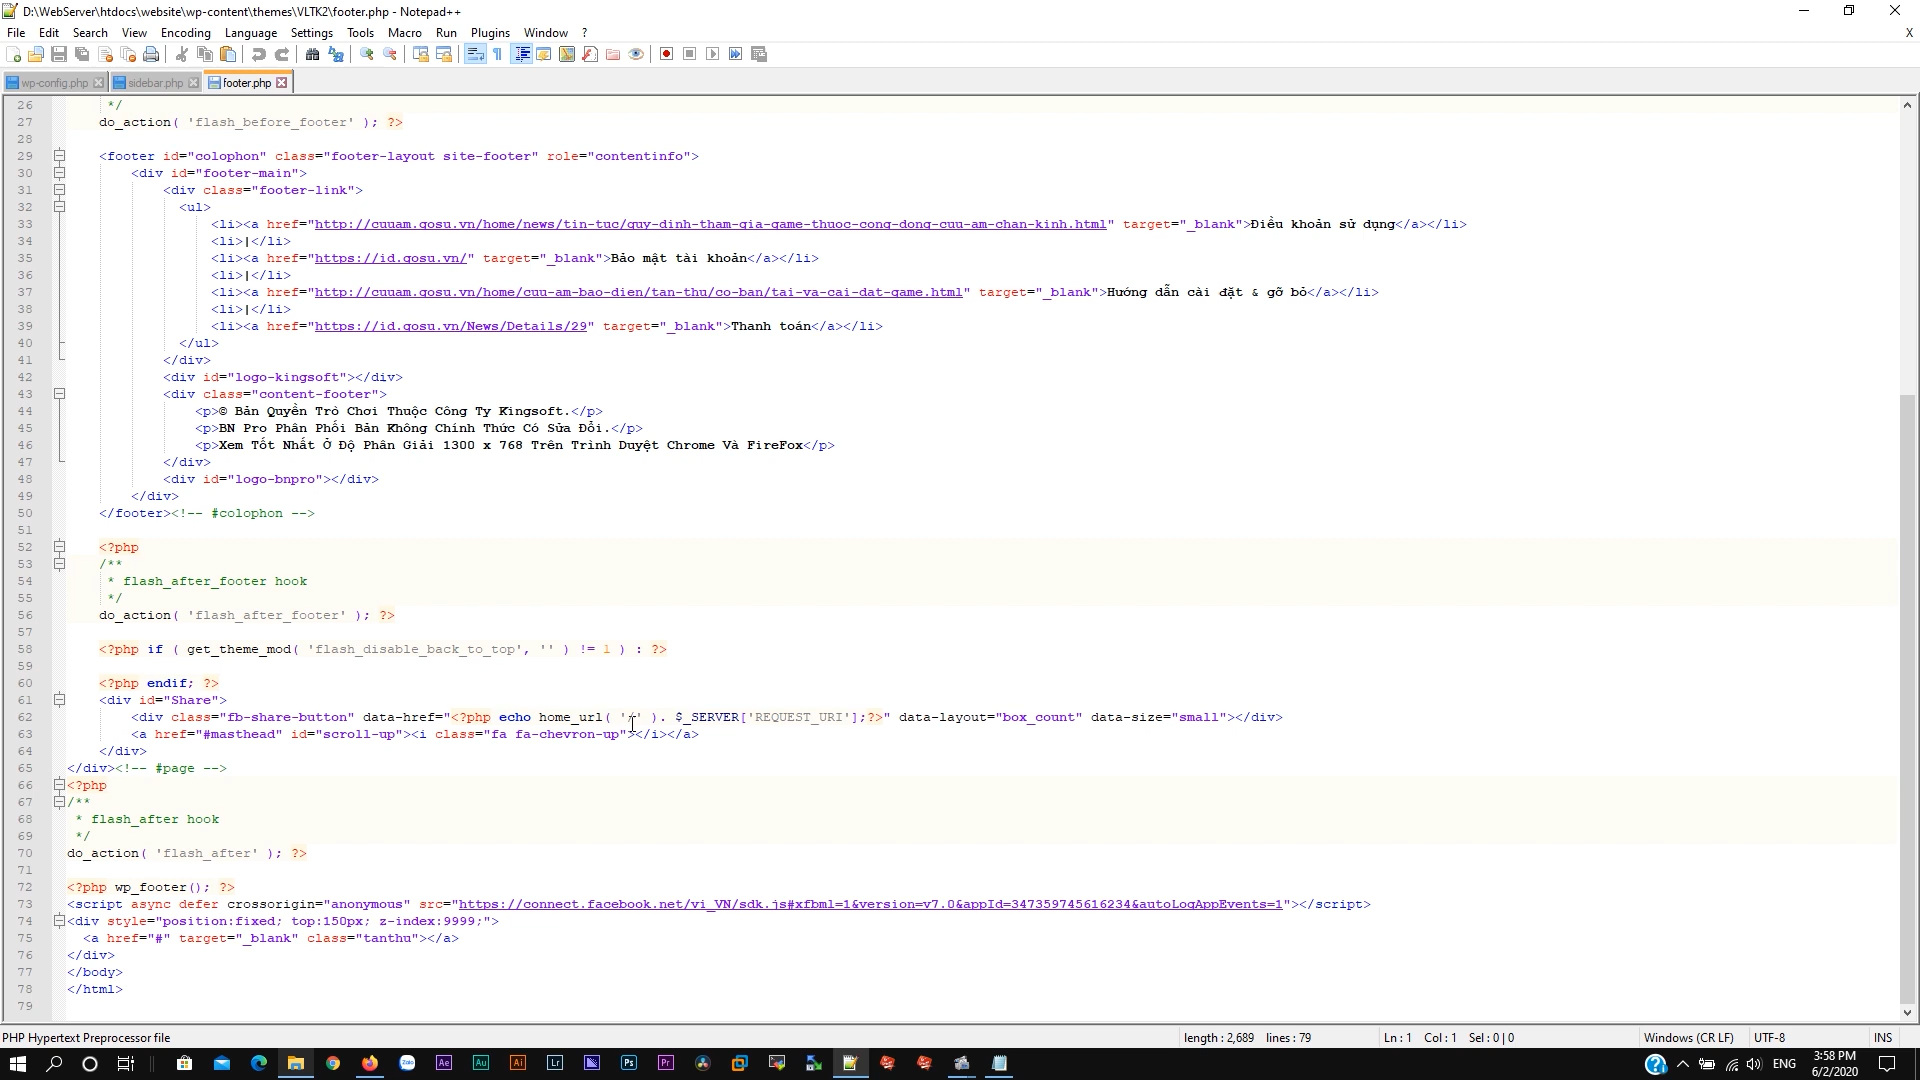 D:\WebServer\htdocs\website\wp-content\themes\VLTK2\footer.php - Notepad++
File Edit Search View Encoding Language Settings Tools Macro Run Plugins Window ? X
wp-config.php sidebar.php footer.php
26 */
27 do_action( 'flash_before_footer' ); ?>
28
29 <footer id="colophon" class="footer-layout site-footer" role="contentinfo">
30 <div id="footer-main">
31 <div class="footer-link">
32 <ul>
33 <li><a href="http://cuuam.gosu.vn/home/news/tin-tuc/quy-dinh-tham-gia-game-thuoc-cong-dong-cuu-am-chan-kinh.html" target="_blank">Điều khoản sử dụng</a></li>
34 <li>|</li>
35 <li><a href="https://id.gosu.vn/" target="_blank">Bảo mật tài khoản</a></li>
36 <li>|</li>
37 <li><a href="http://cuuam.gosu.vn/home/cuu-am-bao-dien/tan-thu/co-ban/tai-va-cai-dat-game.html" target="_blank">Hướng dẫn cài đặt & gỡ bỏ</a></li>
38 <li>|</li>
39 <li><a href="https://id.gosu.vn/News/Details/29" target="_blank">Thanh toán</a></li>
40 </ul>
41 </div>
42 <div id="logo-kingsoft"></div>
43 <div class="content-footer">
44 <p>© Bản Quyền Trò Chơi Thuộc Công Ty Kingsoft.</p>
45 <p>BN Pro Phân Phối Bản Không Chính Thức Có Sửa Đổi.</p>
46 <p>Xem Tốt Nhất Ở Độ Phân Giải 1300 x 768 Trên Trình Duyệt Chrome Và FireFox</p>
47 </div>
48 <div id="logo-bnpro"></div>
49 </div>
50 </footer><!-- #colophon -->
51
52 <?php
53 /**
54 * flash_after_footer hook
55 */
56 do_action( 'flash_after_footer' ); ?>
57
58 <?php if ( get_theme_mod( 'flash_disable_back_to_top', '' ) != 1 ) : ?>
59
60 <?php endif; ?>
61 <div id="Share">
62 <div class="fb-share-button" data-href="<?php echo home_url( '/' ). $_SERVER['REQUEST_URI'];?>" data-layout="box_count" data-size="small"></div>
63 <a href="#masthead" id="scroll-up"><i class="fa fa-chevron-up"></i></a>
64 </div>
65 </div><!-- #page -->
66 <?php
67 /**
68 * flash_after hook
69 */
70 do_action( 'flash_after' ); ?>
71
72 <?php wp_footer(); ?>
73 <script async defer crossorigin="anonymous" src="https://connect.facebook.net/vi_VN/sdk.js#xfbml=1&version=v7.0&appId=347359745616234&autoLogAppEvents=1"></script>
74 <div style="position:fixed; top:150px; z-index:9999;">
75 <a href="#" target="_blank" class="tanthu"></a>
76 </div>
77 </body>
78 </html>
79
PHP Hypertext Preprocessor file length : 2,689 lines : 79 Ln : 1 Col : 1 Sel : 0 | 0 Windows (CR LF) UTF-8 INS
Zalo Ae Au Ai Lr Ps Pr ENG 3:58 PM
6/2/2020